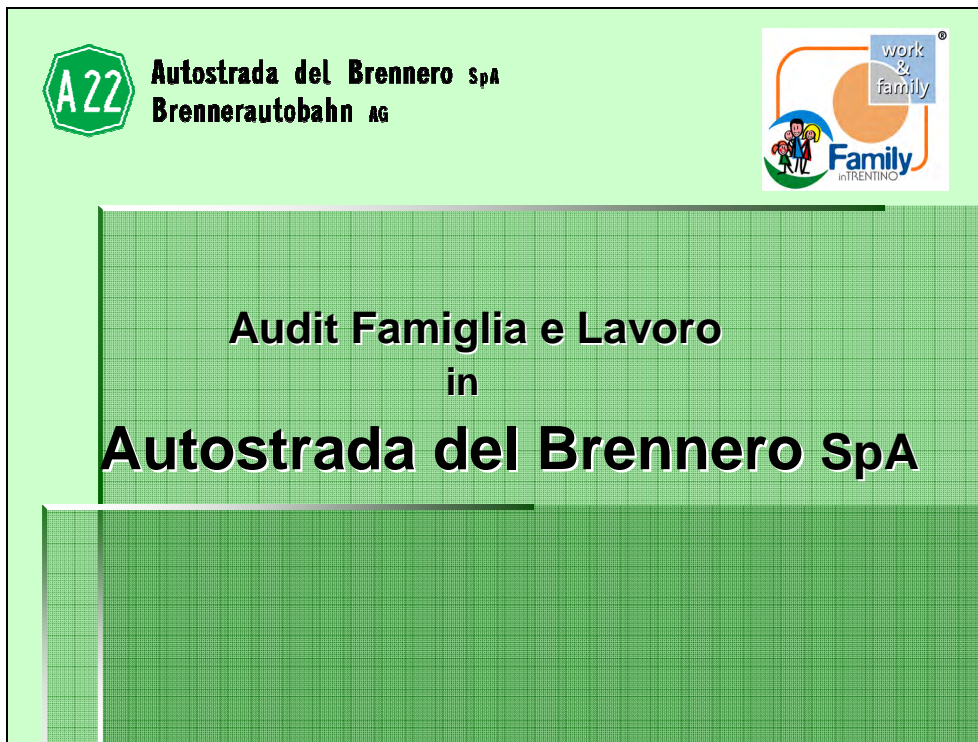 A22
Autostrada del Brennero SpA
Brennerautobahn AG
work
&
family
®
Family
inTRENTINO
Audit Famiglia e Lavoro
in
Autostrada del Brennero SpA